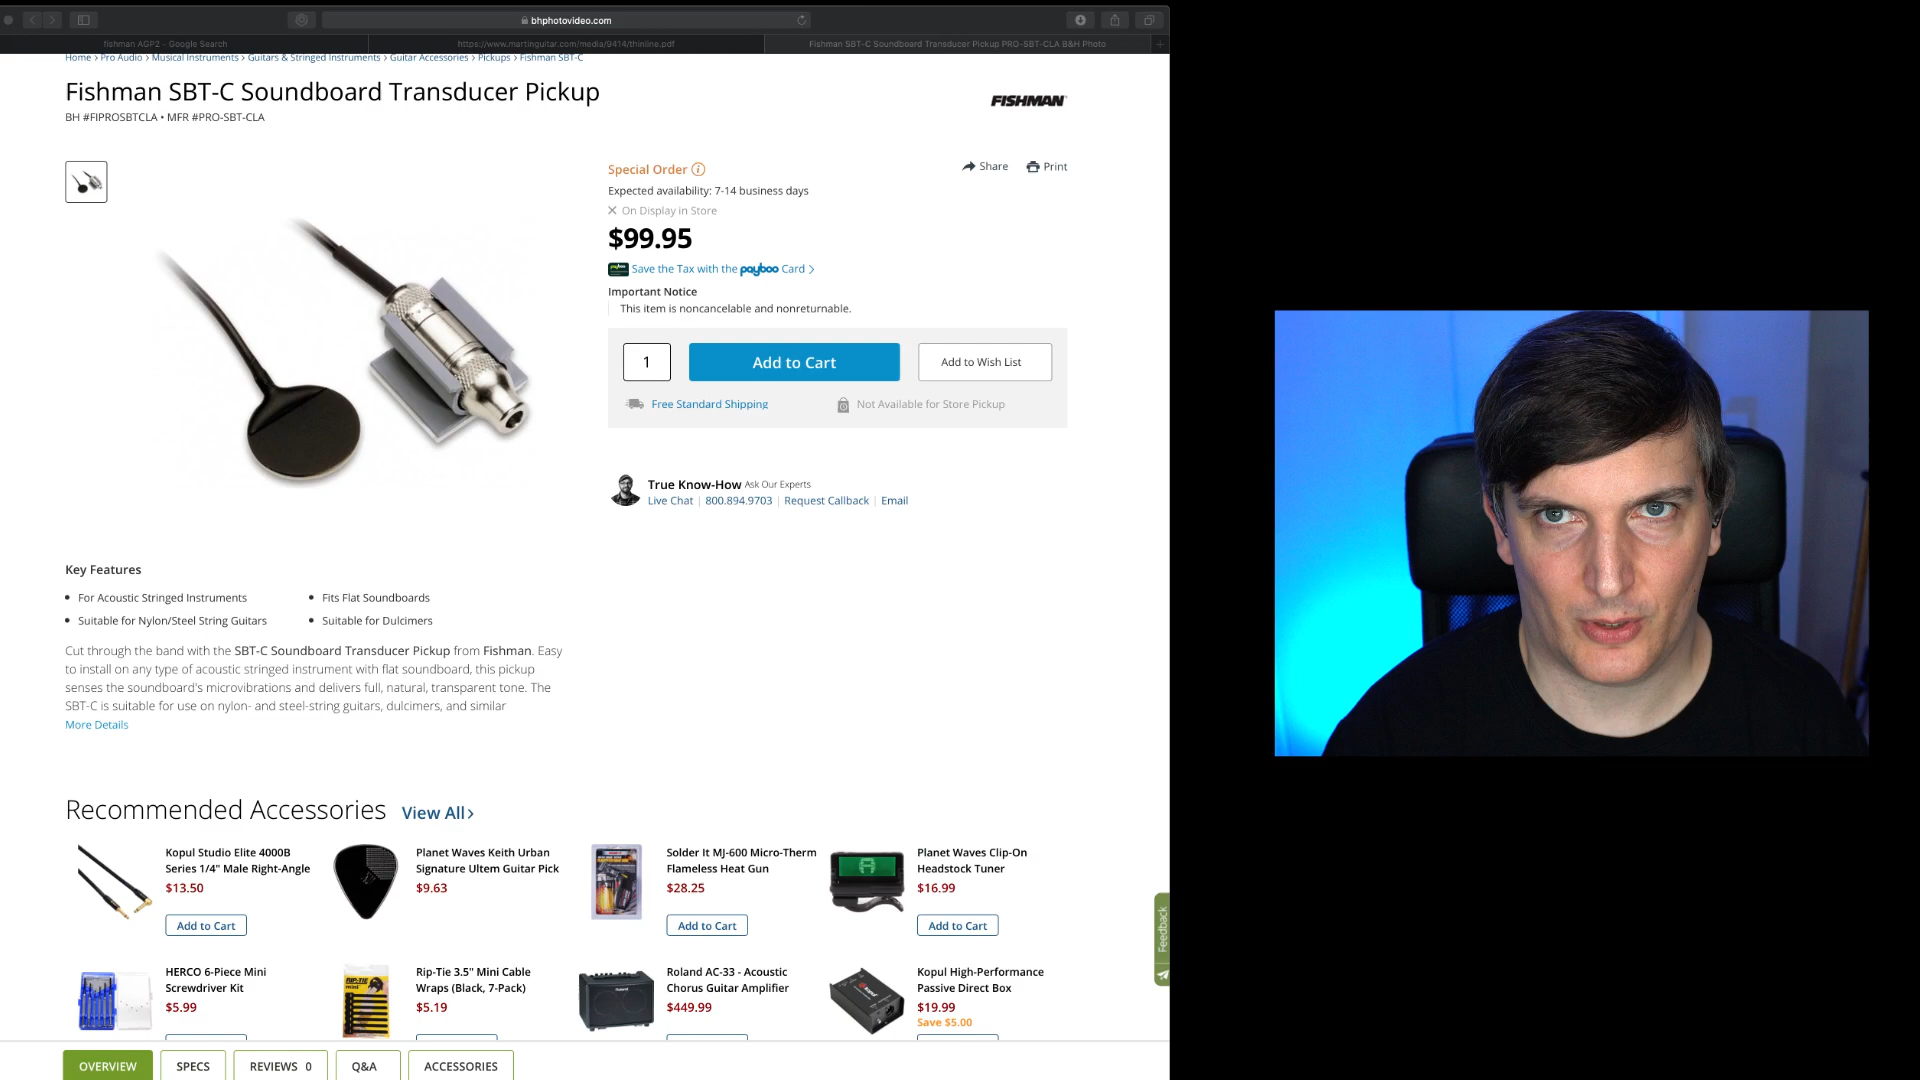 bhphotovideo.com
fishman AGP2 - Google Search
https://www.martinguitar.com/media/9414/thinline.pdf
Fishman SBT-C Soundboard Transducer Pickup PRO-SBT-CLA B&H Photo
Home > Pro Audio > Musical Instruments > Guitars & Stringed Instruments > Guitar Accessories > Pickups > Fishman SBT-C
Fishman SBT-C Soundboard Transducer Pickup
BH #FIPROSBTCLA • MFR #PRO-SBT-CLA
FISHMAN
Special Order
Share
Print
Expected availability: 7-14 business days
On Display in Store
$99.95
Save the Tax with the payboo Card >
Important Notice
This item is noncancelable and nonreturnable.
1
Add to Cart
Add to Wish List
Free Standard Shipping
Not Available for Store Pickup
True Know-How Ask Our Experts
Live Chat | 800.894.9703 | Request Callback | Email
Key Features
For Acoustic Stringed Instruments
Fits Flat Soundboards
Suitable for Nylon/Steel String Guitars
Suitable for Dulcimers
Cut through the band with the SBT-C Soundboard Transducer Pickup from Fishman. Easy
to install on any type of acoustic stringed instrument with flat soundboard, this pickup
senses the soundboard's microvibrations and delivers full, natural, transparent tone. The
SBT-C is suitable for use on nylon- and steel-string guitars, dulcimers, and similar
More Details
Recommended Accessories View All >
Kopul Studio Elite 4000B
Series 1/4" Male Right-Angle
$13.50
Add to Cart
Planet Waves Keith Urban
Signature Ultem Guitar Pick
$9.63
Solder It MJ-600 Micro-Therm
Flameless Heat Gun
$28.25
Add to Cart
Planet Waves Clip-On
Headstock Tuner
$16.99
Add to Cart
Feedback
HERCO 6-Piece Mini
Screwdriver Kit
$5.99
Rip-Tie 3.5" Mini Cable
Wraps (Black, 7-Pack)
$5.19
Roland AC-33 - Acoustic
Chorus Guitar Amplifier
$449.99
Kopul High-Performance
Passive Direct Box
$19.99
Save $5.00
OVERVIEW
SPECS
REVIEWS 0
Q&A
ACCESSORIES